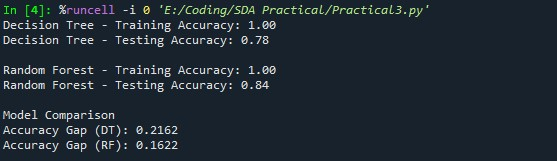 In [4]: %runcell -i 0 'E:/Coding/SDA Practical/Practical3.py'
Decision Tree - Training Accuracy: 1.00
Decision Tree - Testing Accuracy: 0.78
Random Forest - Training Accuracy: 1.00
Random Forest - Testing Accuracy: 0.84
Model Comparison
Accuracy Gap (DT): 0.2162
Accuracy Gap (RF): 0.1622